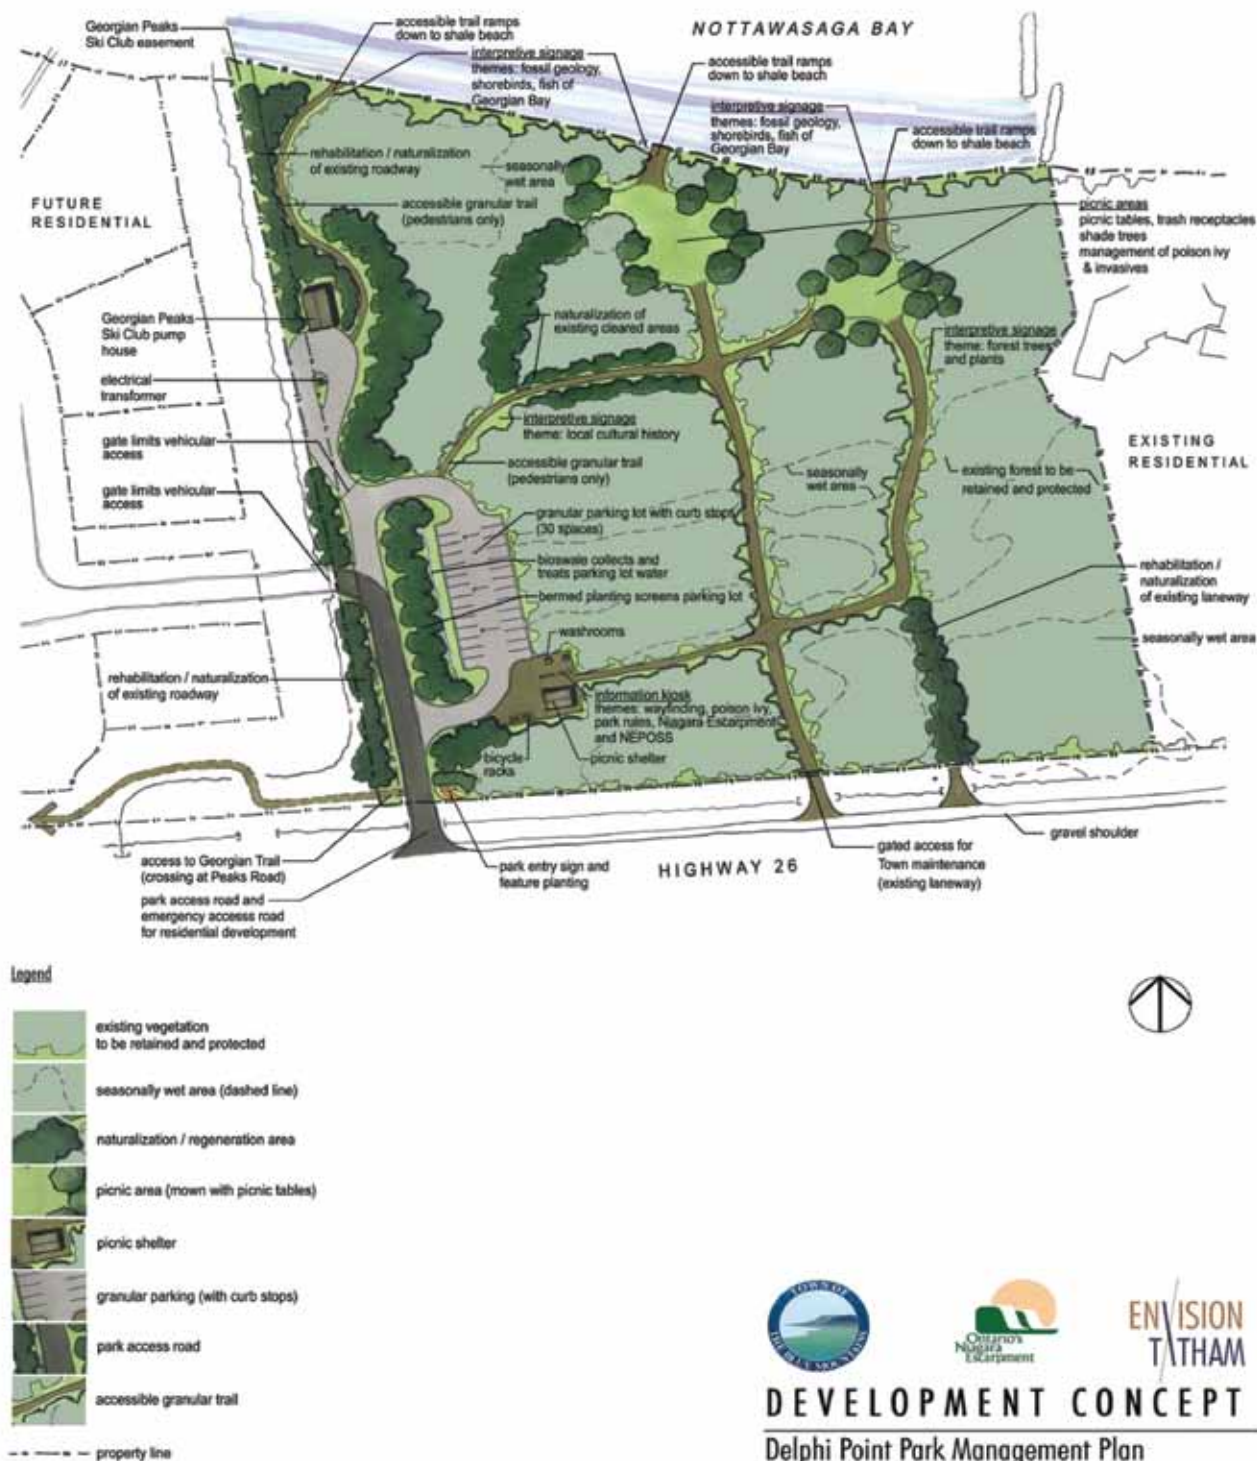 Georgian Peaks
Ski Club easement
accessible trail ramps
down to shale beach
NOTTAWASAGA BAY
interpretive signage
themes: fossil geology,
shorebirds, fish of
Georgian Bay
accessible trail ramps
down to shale beach
interpretive signage
themes: fossil geology,
shorebirds, fish of
Georgian Bay
accessible trail ramps
down to shale beach
rehabilitation / naturalization
of existing roadway
seasonally
wet area
accessible granular trail
(pedestrians only)
FUTURE
RESIDENTIAL
picnic areas
picnic tables, trash receptacles
shade trees
management of poison ivy
& invasives
Georgian Peaks
Ski Club pump
house
naturalization of
existing cleared areas
interpretive signage
theme: forest trees
and plants
electrical
transformer
interpretive signage
theme: local cultural history
gate limits vehicular
access
accessible granular trail
(pedestrians only)
seasonally
wet area
existing forest to be
retained and protected
EXISTING
RESIDENTIAL
gate limits vehicular
access
granular parking lot with curb stops
(30 spaces)
bioswale collects and
treats parking lot water
bermed planting screens parking lot
rehabilitation /
naturalization
of existing laneway
washrooms
seasonally wet area
rehabilitation / naturalization
of existing roadway
information kiosk
themes: wayfinding, poison ivy,
park rules, Niagara Escarpment
and NEPOSS
bicycle
racks
picnic shelter
gravel shoulder
access to Georgian Trail
(crossing at Peaks Road)
park entry sign and
feature planting
HIGHWAY 26
gated access for
Town maintenance
(existing laneway)
park access road and
emergency accesss road
for residential development
Legend
existing vegetation
to be retained and protected
seasonally wet area (dashed line)
naturalization / regeneration area
picnic area (mown with picnic tables)
picnic shelter
granular parking (with curb stops)
park access road
accessible granular trail
property line
TOWN OF
THE BLUE MOUNTAINS
Ontario's
Niagara
Escarpment
ENVISION
TATHAM
DEVELOPMENT CONCEPT
Delphi Point Park Management Plan